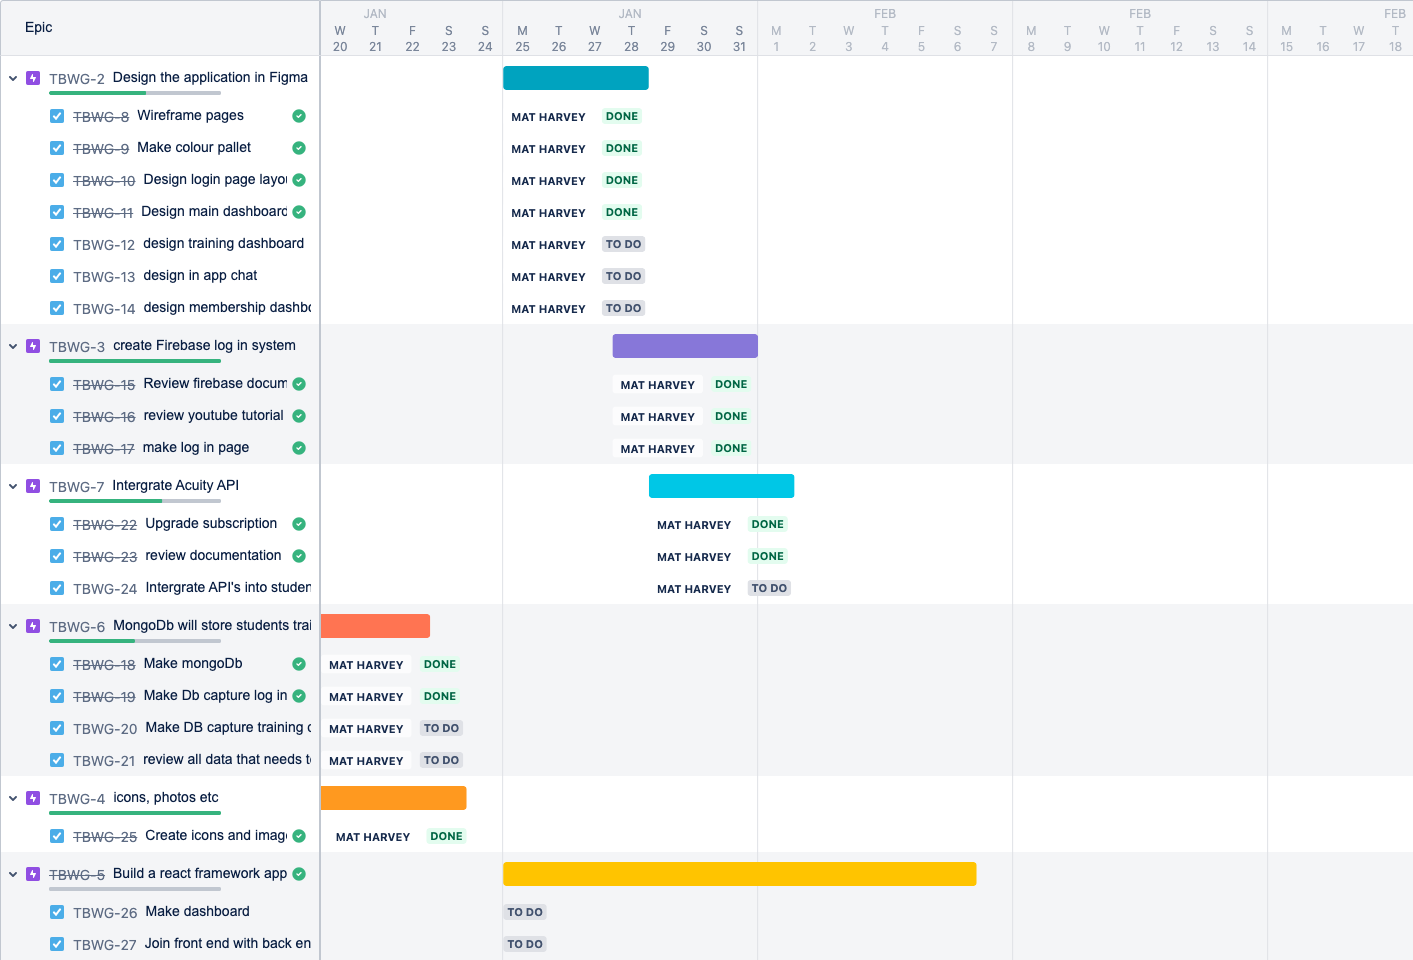 Epic
JAN JAN FEB FEB FEB
W T F S S M T W T F S S M T W T F S S M T W T F S S M T W T
20 21 22 23 24 25 26 27 28 29 30 31 1 2 3 4 5 6 7 8 9 10 11 12 13 14 15 16 17 18
TBWG-2 Design the application in Figma
TBWG-8 Wireframe pages MAT HARVEY DONE
TBWG-9 Make colour pallet MAT HARVEY DONE
TBWG-10 Design login page layou MAT HARVEY DONE
TBWG-11 Design main dashboard MAT HARVEY DONE
TBWG-12 design training dashboard MAT HARVEY TO DO
TBWG-13 design in app chat MAT HARVEY TO DO
TBWG-14 design membership dashbo MAT HARVEY TO DO
TBWG-3 create Firebase log in system
TBWG-15 Review firebase docum MAT HARVEY DONE
TBWG-16 review youtube tutorial MAT HARVEY DONE
TBWG-17 make log in page MAT HARVEY DONE
TBWG-7 Intergrate Acuity API
TBWG-22 Upgrade subscription MAT HARVEY DONE
TBWG-23 review documentation MAT HARVEY DONE
TBWG-24 Intergrate API's into studen MAT HARVEY TO DO
TBWG-6 MongoDb will store students trai
TBWG-18 Make mongoDb MAT HARVEY DONE
TBWG-19 Make Db capture log in MAT HARVEY DONE
TBWG-20 Make DB capture training d MAT HARVEY TO DO
TBWG-21 review all data that needs to MAT HARVEY TO DO
TBWG-4 icons, photos etc
TBWG-25 Create icons and image MAT HARVEY DONE
TBWG-5 Build a react framework app
TBWG-26 Make dashboard TO DO
TBWG-27 Join front end with back en TO DO